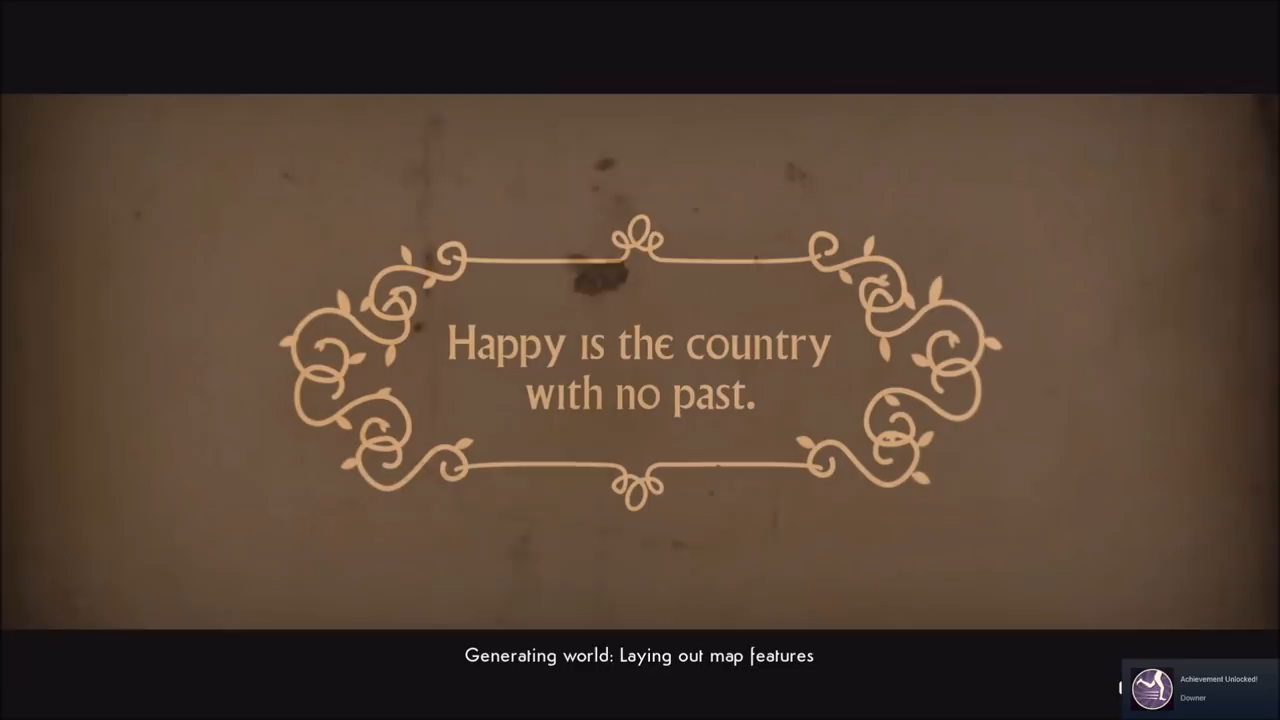 Happy is the country
with no past.
Generating world: Laying out map features
Achievement Unlocked!
Downer